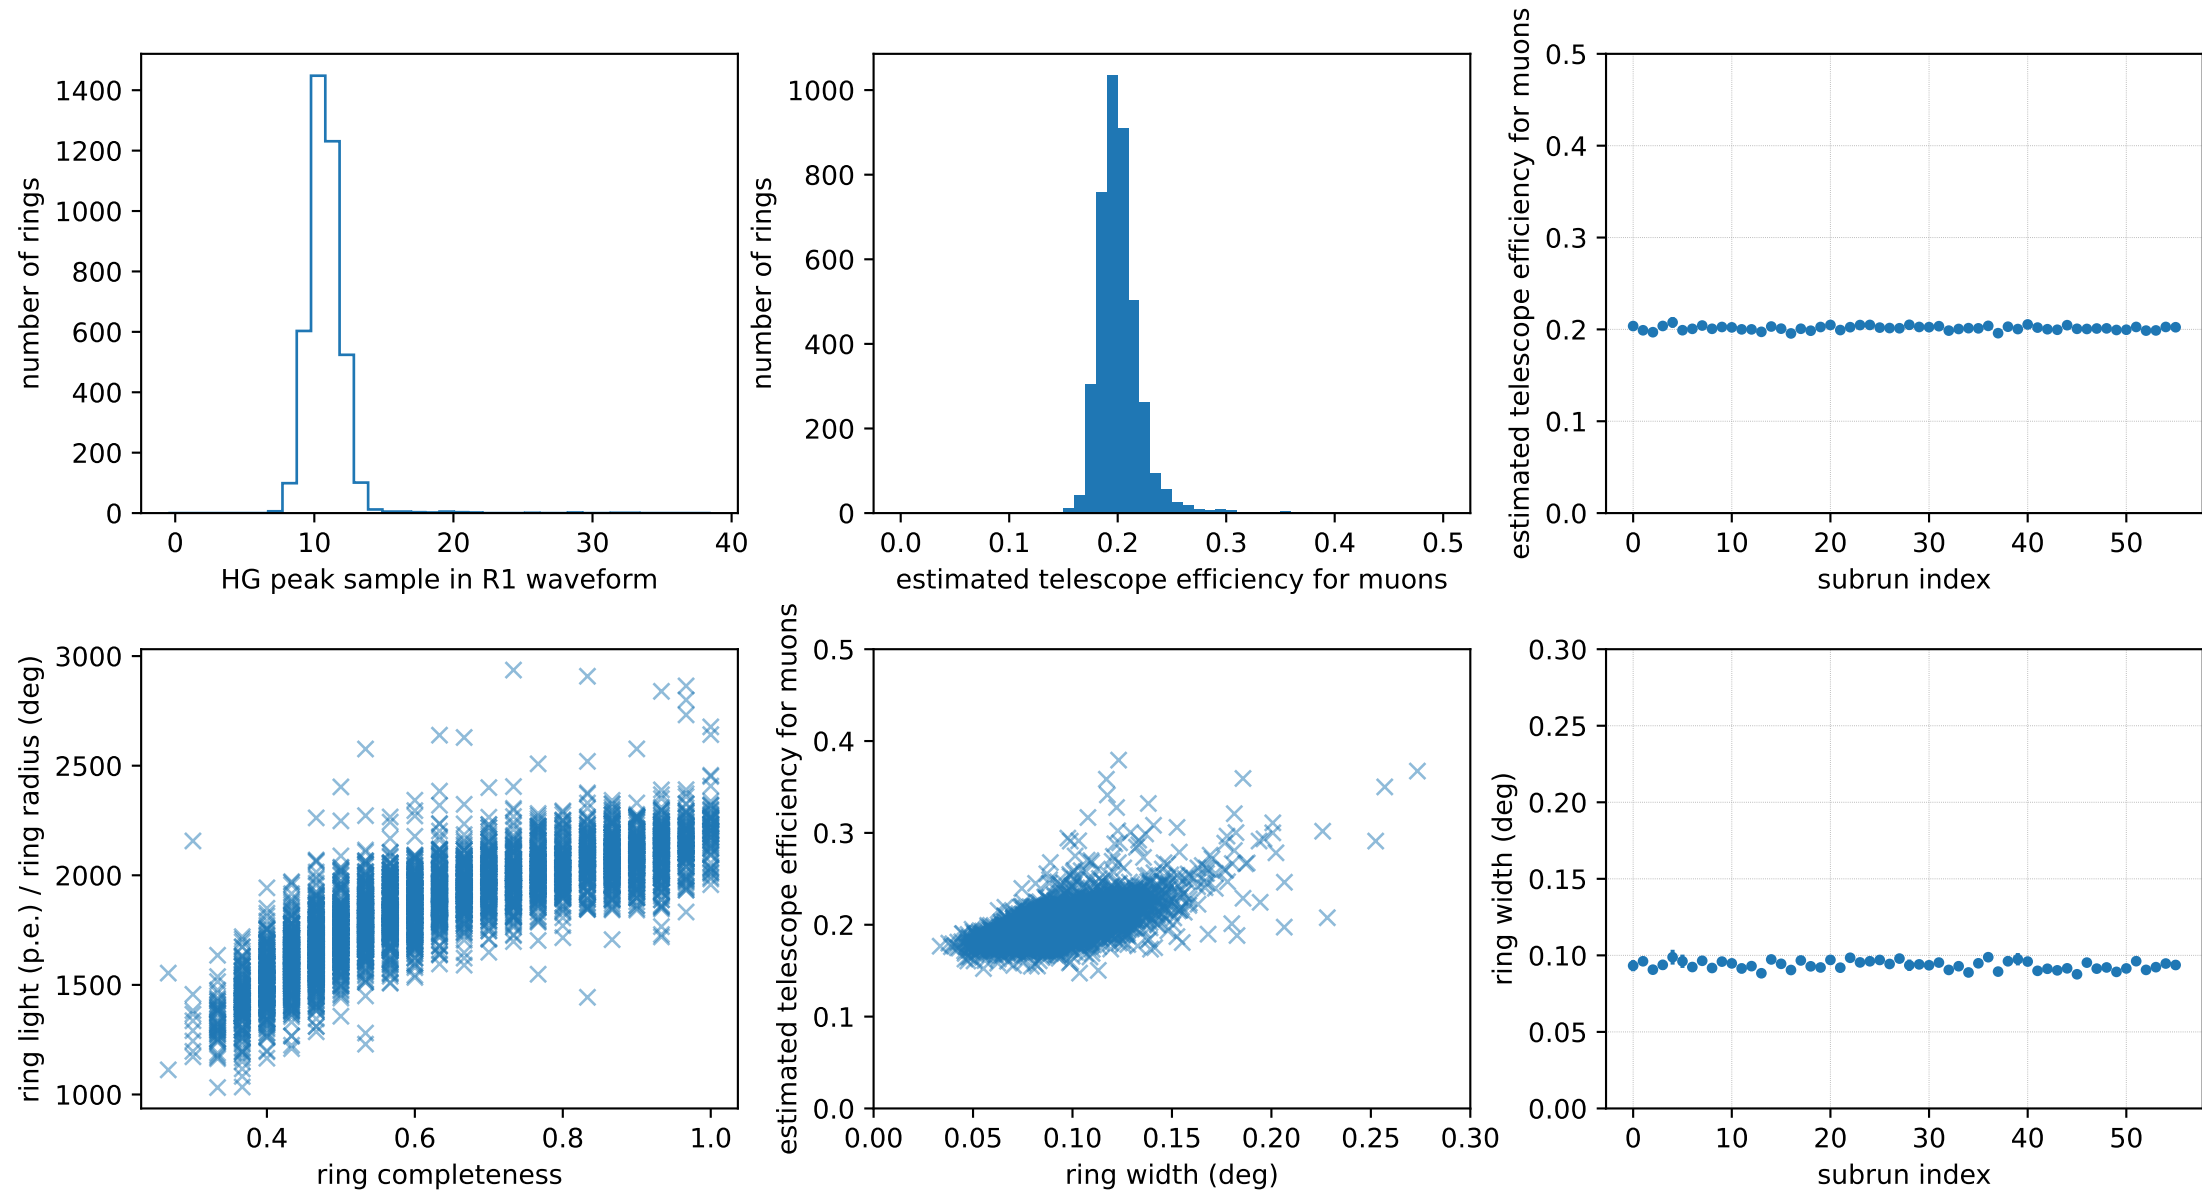 1400
1200
1000
800
600
400
200
0
number of rings
0 10 20 30 40
HG peak sample in R1 waveform
1000
800
600
400
200
0
number of rings
0.0 0.1 0.2 0.3 0.4 0.5
estimated telescope efficiency for muons
0.5
0.4
0.3
0.2
0.1
0.0
estimated telescope efficiency for muons
0 10 20 30 40 50
subrun index
3000
2500
2000
1500
1000
ring light (p.e.) / ring radius (deg)
0.4 0.6 0.8 1.0
ring completeness
0.5
0.4
0.3
0.2
0.1
0.0
estimated telescope efficiency for muons
0.00 0.05 0.10 0.15 0.20 0.25 0.30
ring width (deg)
0.30
0.25
0.20
0.15
0.10
0.05
0.00
ring width (deg)
0 10 20 30 40 50
subrun index